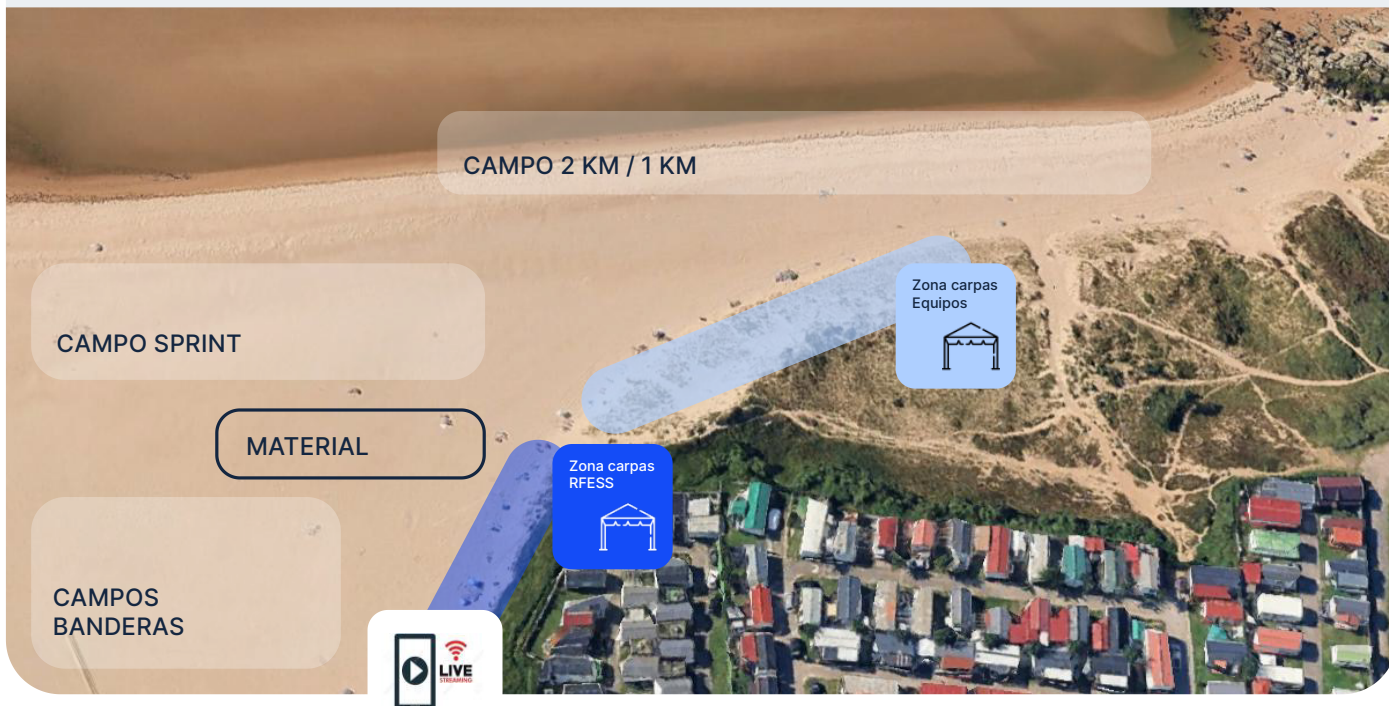 CAMPO 2 KM / 1 KM
Zona carpas
Equipos
CAMPO SPRINT
MATERIAL
Zona carpas
RFESS
CAMPOS
BANDERAS
LIVE
STREAMING